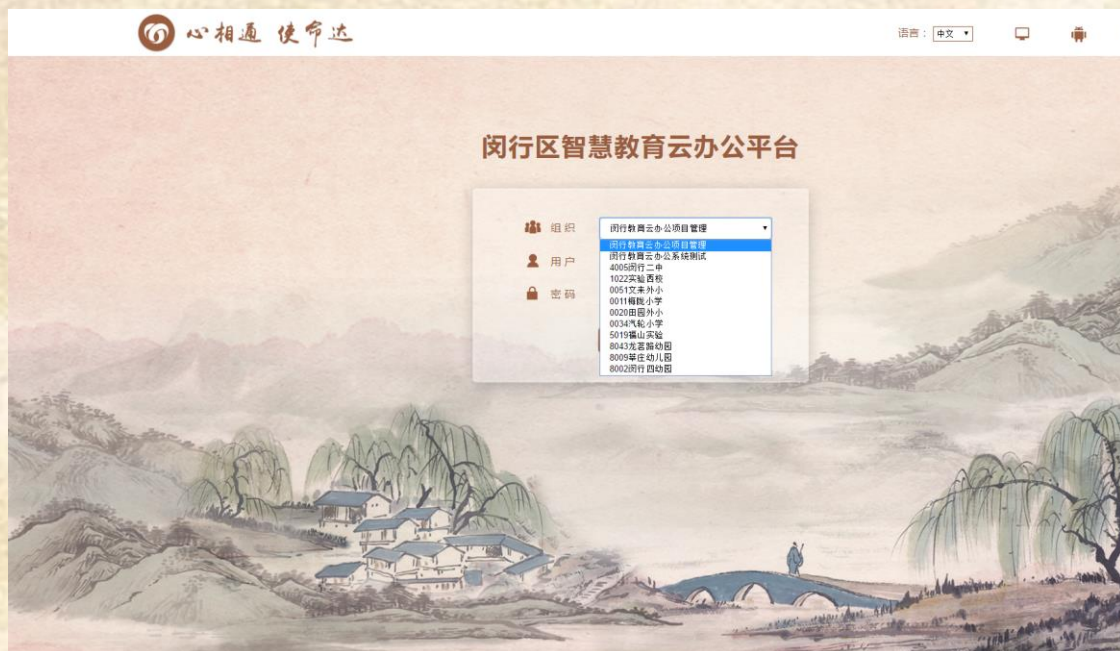 心相通 使命达
语言： 中文
闵行区智慧教育云办公平台
组织 闵行教育云办公项目管理
闵行教育云办公项目管理
闵行教育云办公系统测试
用户
4005闵行二中
1022实验西校
0051文来外小
密码
0011梅陇小学
0020田园外小
0034汽轮小学
5019福山实验
8043龙茗路幼园
8009莘庄幼儿园
8002闵行四幼园